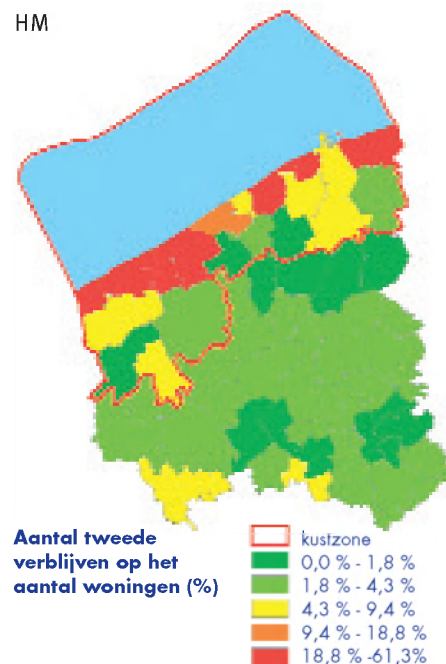 HM
Aantal tweede
verblijven op het
aantal woningen (%)
kustzone
0,0 % - 1,8 %
1,8 % - 4,3 %
4,3 % - 9,4 %
9,4 % - 18,8 %
18,8 % -61,3%